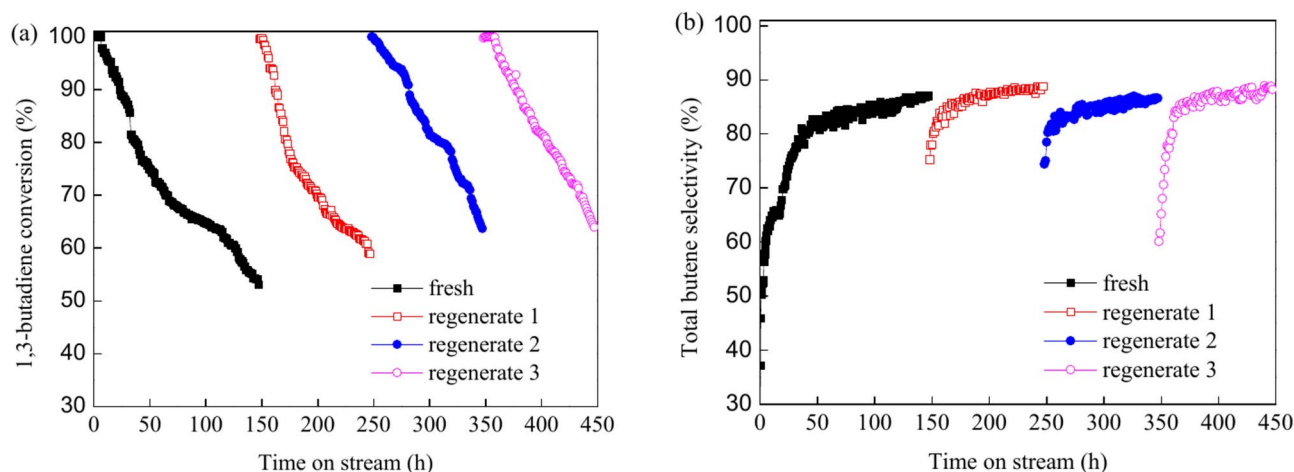 (a)
1,3-butadiene conversion (%)
100
90
80
70
60
50
40
30
fresh
regenerate 1
regenerate 2
regenerate 3
0 50 100 150 200 250 300 350 400 450
Time on stream (h)
(b)
Total butene selectivity (%)
100
90
80
70
60
50
40
30
fresh
regenerate 1
regenerate 2
regenerate 3
0 50 100 150 200 250 300 350 400 450
Time on stream (h)